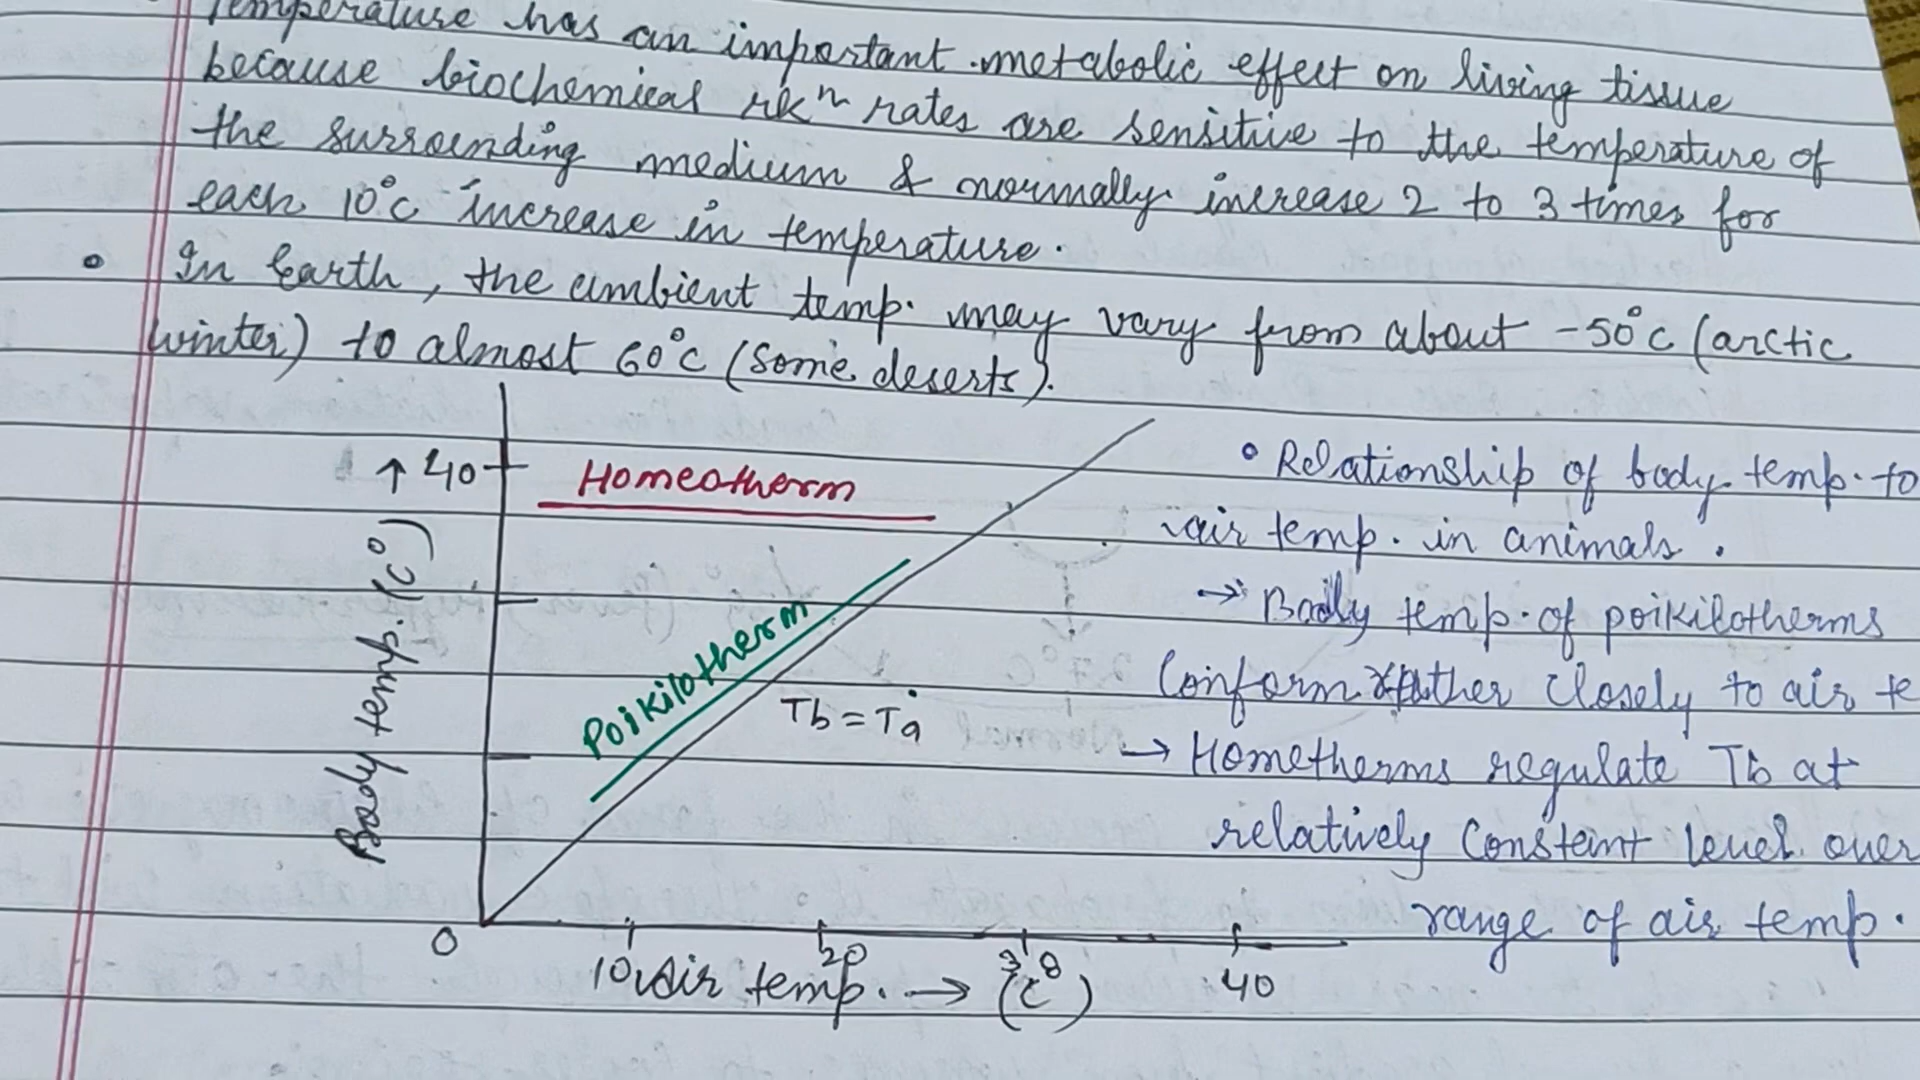 Temperature has an important metabolic effect on living tissue
because biochemical rxn rates are sensitive to the temperature of
the surrounding medium & normally increase 2 to 3 times for
each 10°c increase in temperature.
• In Earth, the ambient temp. may vary from about -50°c (arctic
winter) to almost 60°c (some deserts).
↑ 40
Homeotherm
Body temp. (°C)
Poikilotherm
Tb = Ta
0
10 20 30 40
Air temp. → (°C)
• Relationship of body temp. to
air temp. in animals.
→ Body temp. of poikilotherms
Conform rather closely to air te
→ Hometherms regulate Tb at
relatively Constant level over
range of air temp.